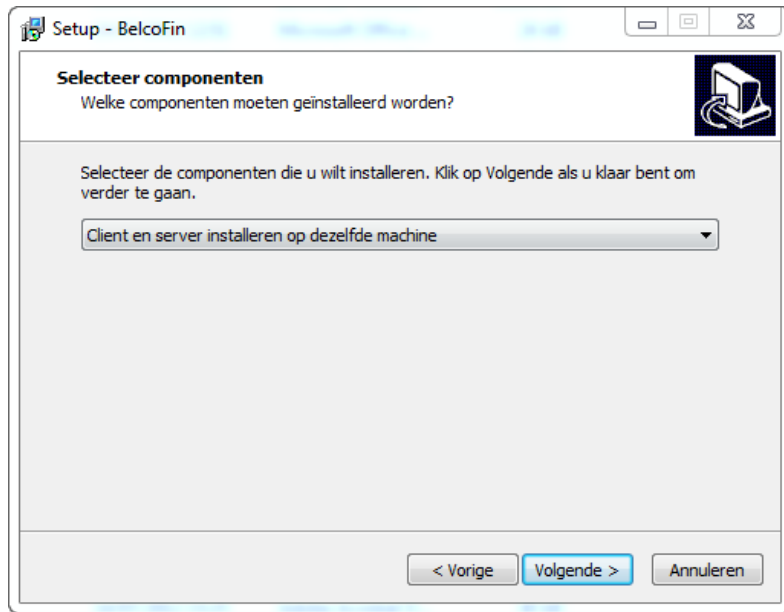 Setup - BelcoFin
Selecteer componenten
Welke componenten moeten geïnstalleerd worden?
Selecteer de componenten die u wilt installeren. Klik op Volgende als u klaar bent om
verder te gaan.
Client en server installeren op dezelfde machine
< Vorige
Volgende >
Annuleren